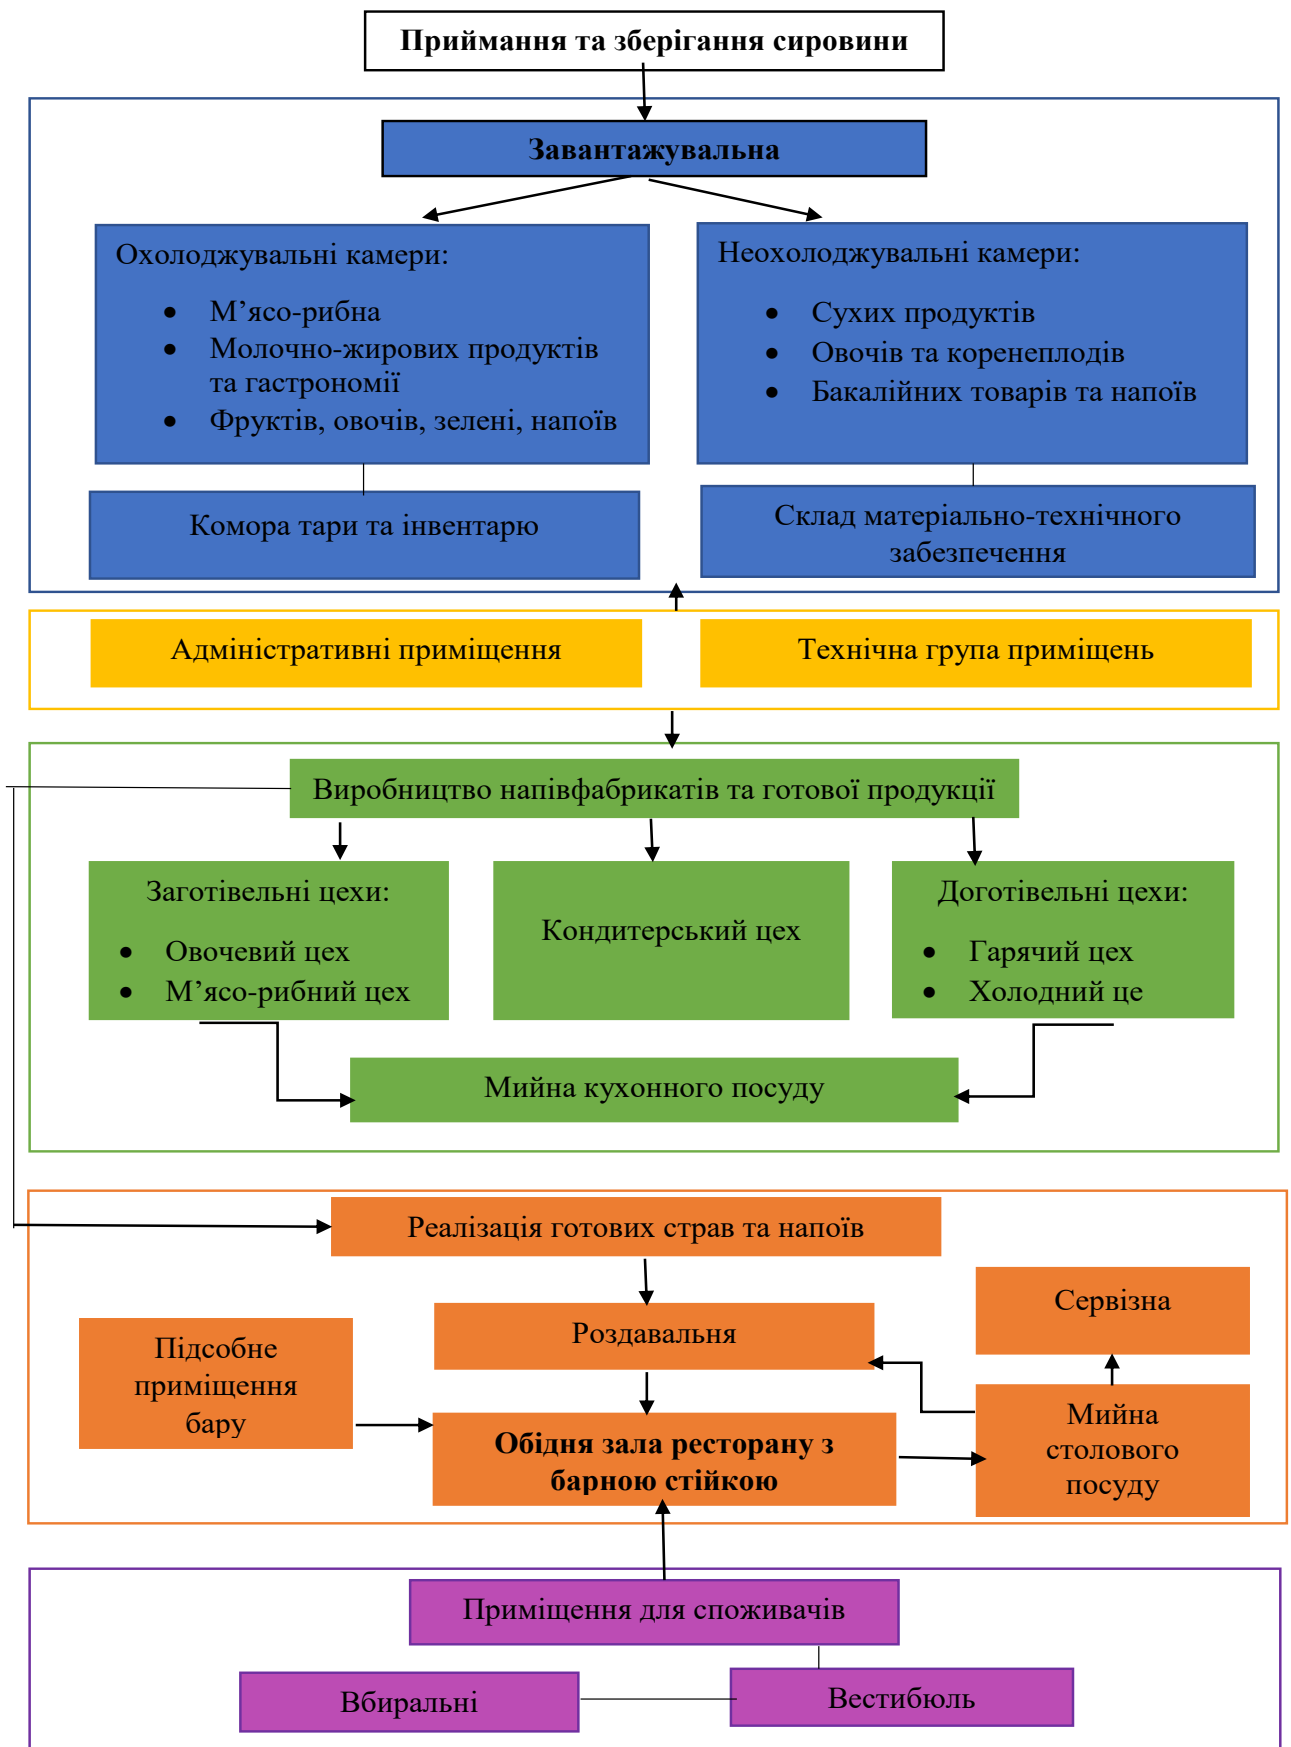 Приймання та зберігання сировини
Завантажувальна
Охолоджувальні камери:
• М’ясо-рибна
• Молочно-жирових продуктів
та гастрономії
• Фруктів, овочів, зелені, напоїв
Неохолоджувальні камери:
• Сухих продуктів
• Овочів та коренеплодів
• Бакалійних товарів та напоїв
Комора тари та інвентарю
Склад матеріально-технічного
забезпечення
Адміністративні приміщення
Технічна група приміщень
Виробництво напівфабрикатів та готової продукції
Заготівельні цехи:
• Овочевий цех
• М’ясо-рибний цех
Кондитерський цех
Доготівельні цехи:
• Гарячий цех
• Холодний це
Мийна кухонного посуду
Реалізація готових страв та напоїв
Сервізна
Роздавальня
Підсобне
приміщення
бару
Мийна
столового
посуду
Обідня зала ресторану з
барною стійкою
Приміщення для споживачів
Вбиральні
Вестибюль